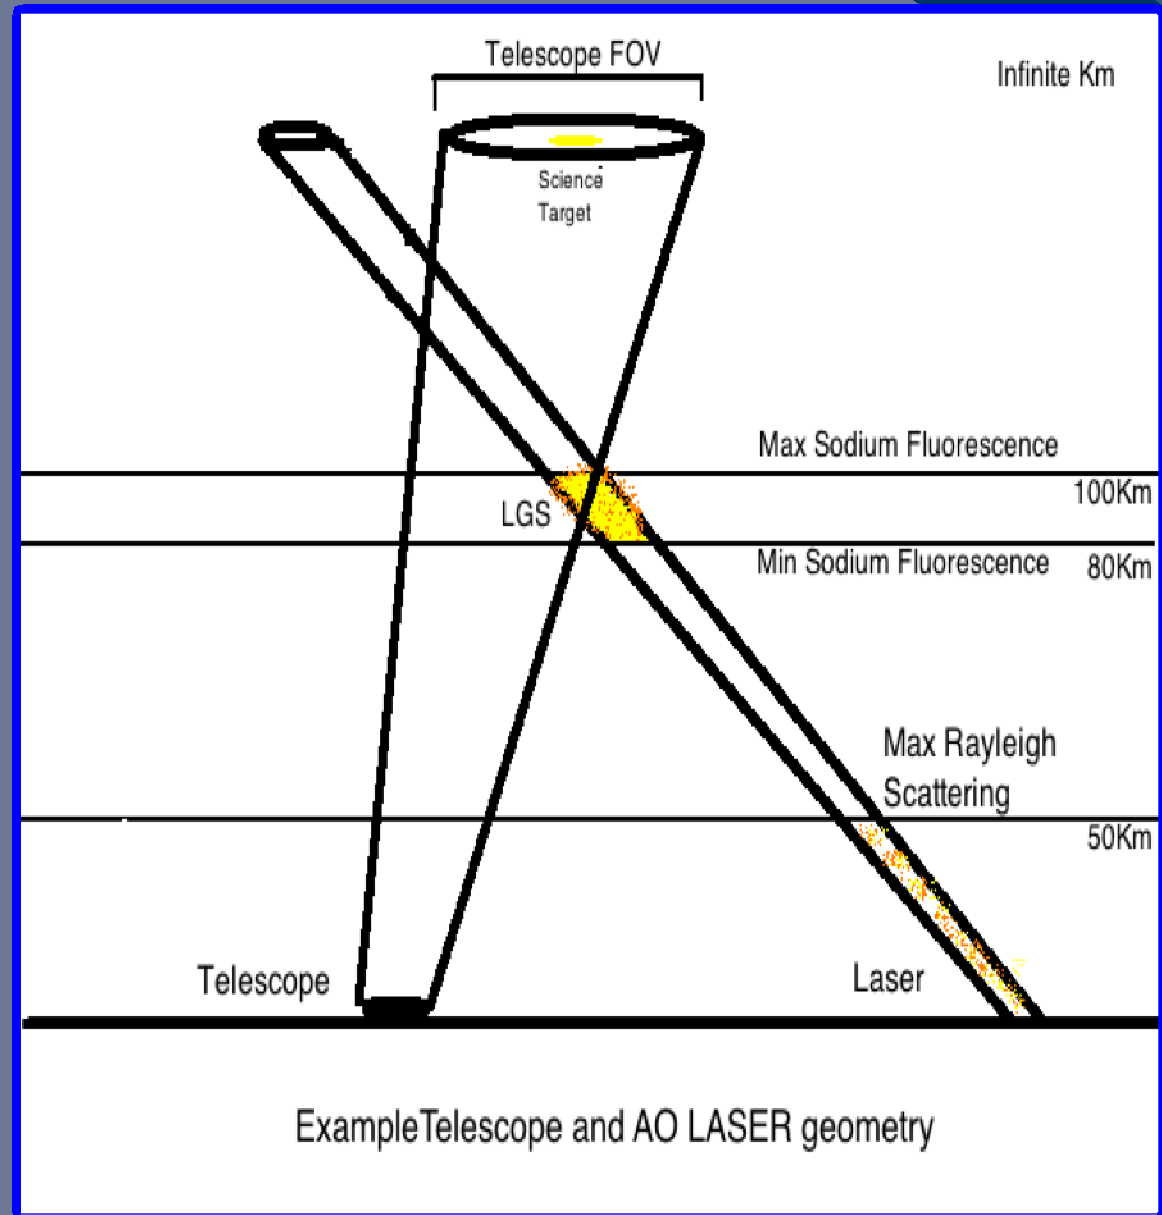 Telescope FOV
Infinite Km
Science
Target
Max Sodium Fluorescence
100Km
LGS
Min Sodium Fluorescence
80Km
Max Rayleigh
Scattering
50Km
Telescope
Laser
ExampleTelescope and AO LASER geometry